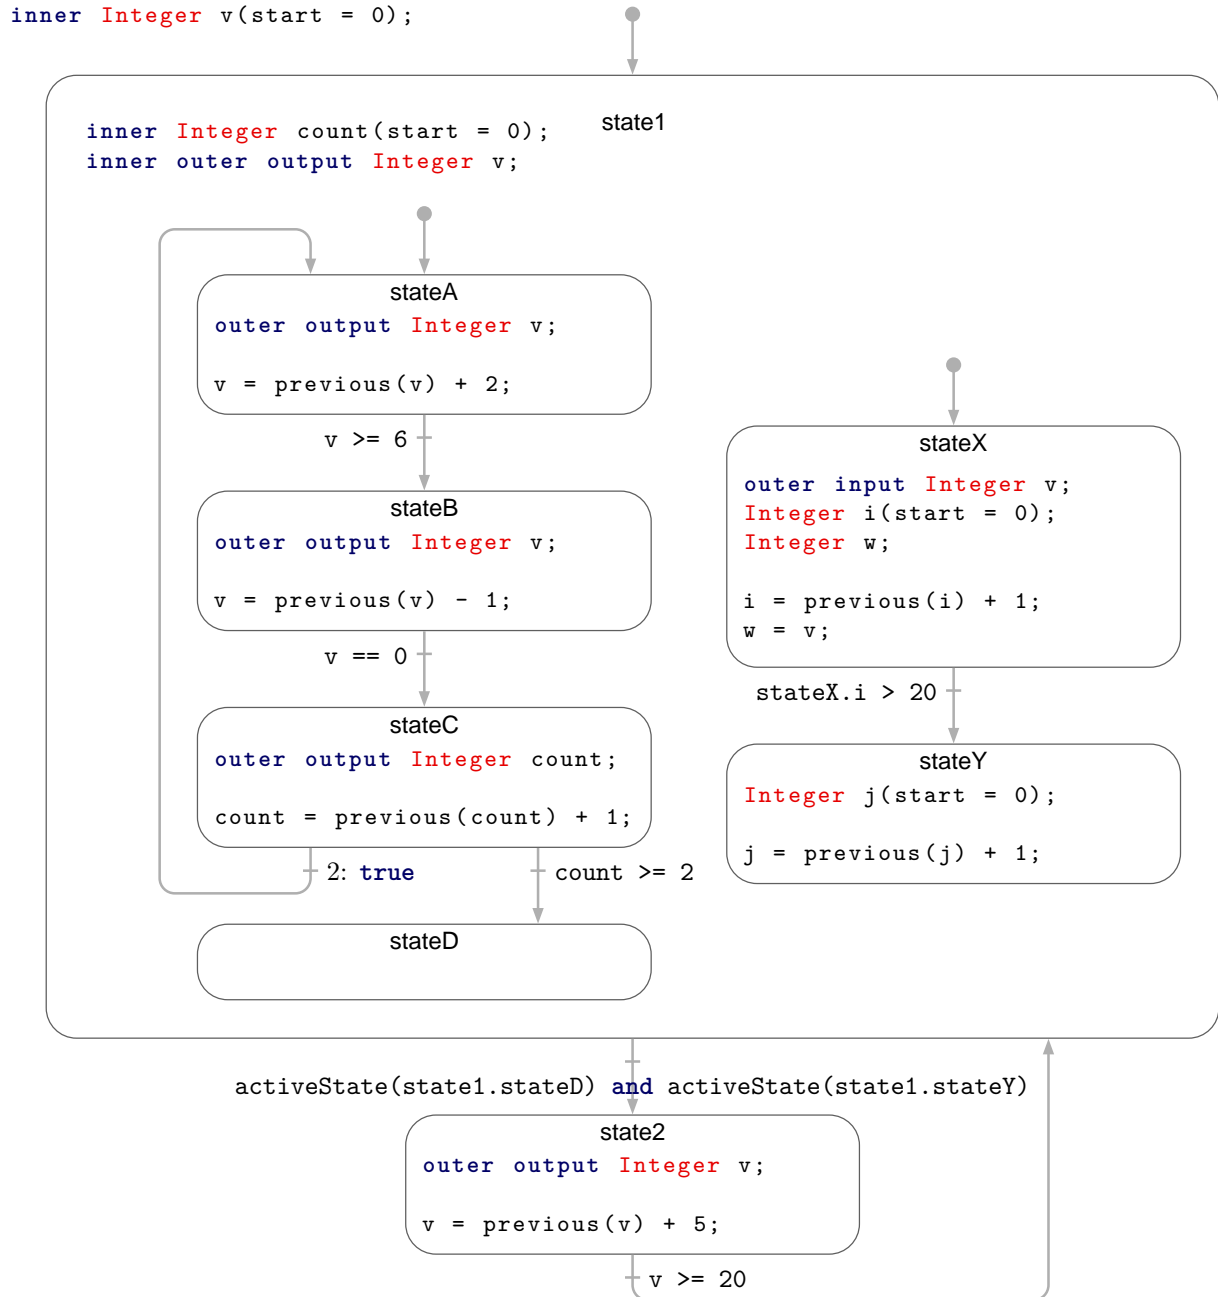 inner Integer v(start = 0);
state1
inner Integer count(start = 0);
inner outer output Integer v;
stateA
outer output Integer v;
v = previous(v) + 2;
v >= 6
stateB
outer output Integer v;
v = previous(v) - 1;
v == 0
stateC
outer output Integer count;
count = previous(count) + 1;
2: true
count >= 2
stateD
stateX
outer input Integer v;
Integer i(start = 0);
Integer w;
i = previous(i) + 1;
w = v;
stateX.i > 20
stateY
Integer j(start = 0);
j = previous(j) + 1;
activeState(state1.stateD) and activeState(state1.stateY)
state2
outer output Integer v;
v = previous(v) + 5;
v >= 20